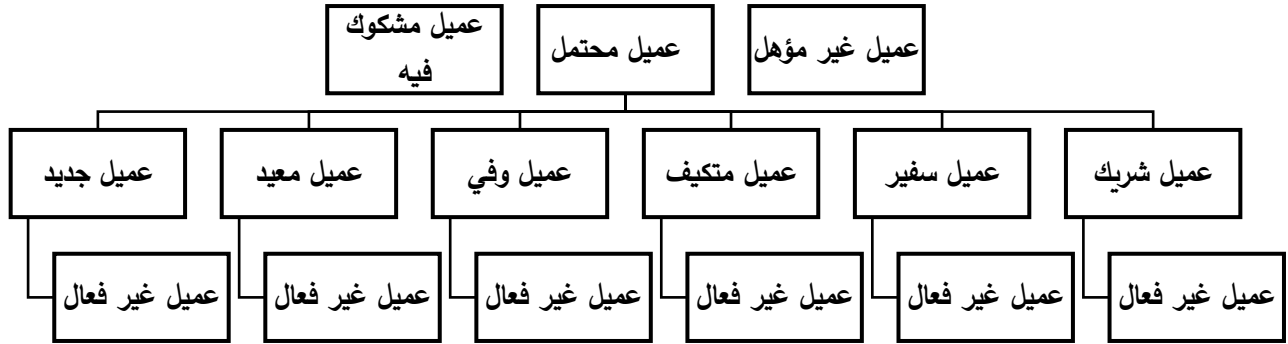 عميل غير مؤهل
عميل محتمل
عميل مشكوك
فيه
عميل شريك
عميل سفير
عميل متكيف
عميل وفي
عميل معيد
عميل جديد
عميل غير فعال
عميل غير فعال
عميل غير فعال
عميل غير فعال
عميل غير فعال
عميل غير فعال